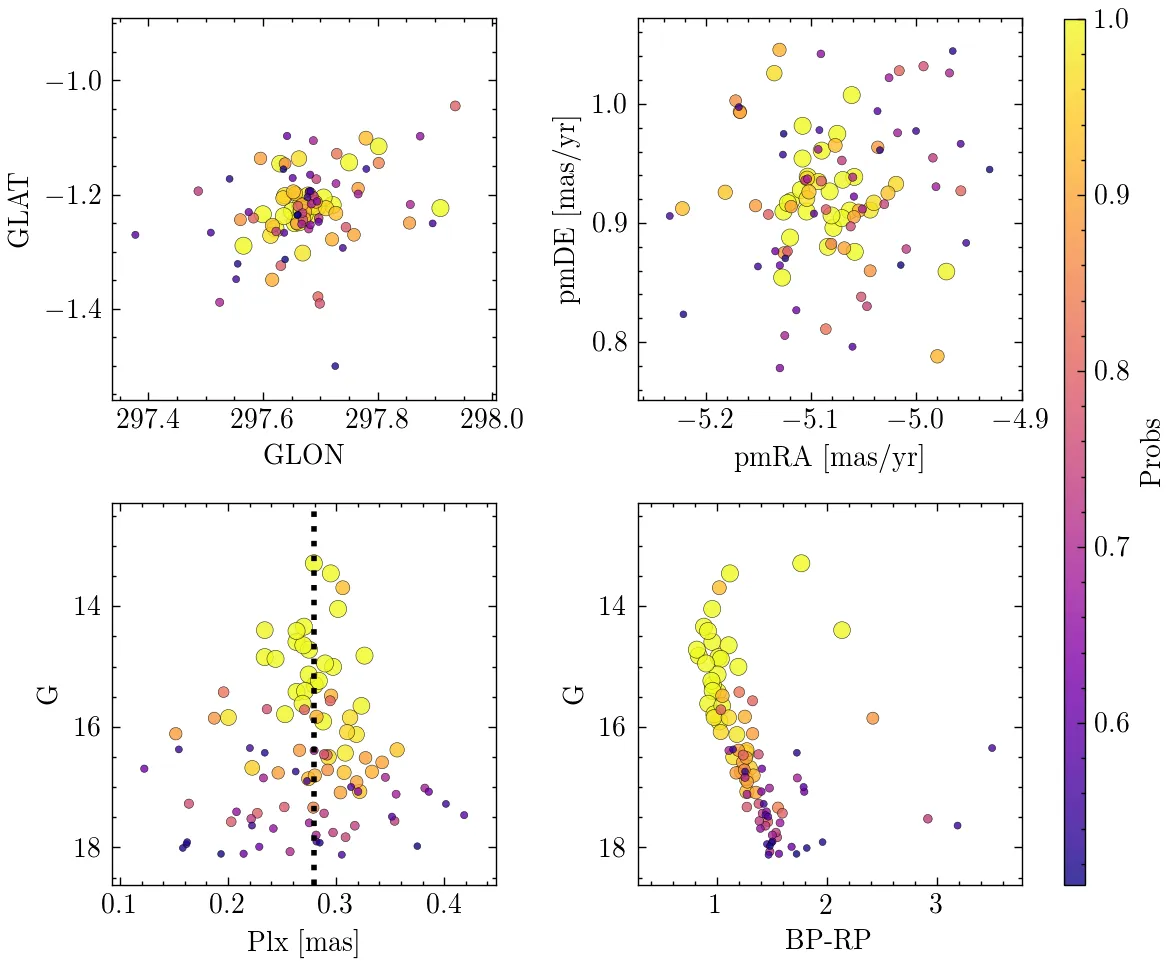 −1.0
−1.2
−1.4
GLAT
297.4 297.6 297.8 298.0
GLON
1.0
0.9
0.8
pmDE [mas/yr]
−5.2 −5.1 −5.0 −4.9
pmRA [mas/yr]
14
16
18
G
0.1 0.2 0.3 0.4
Plx [mas]
14
16
18
G
1 2 3
BP-RP
1.0
0.9
0.8
0.7
0.6
Probs